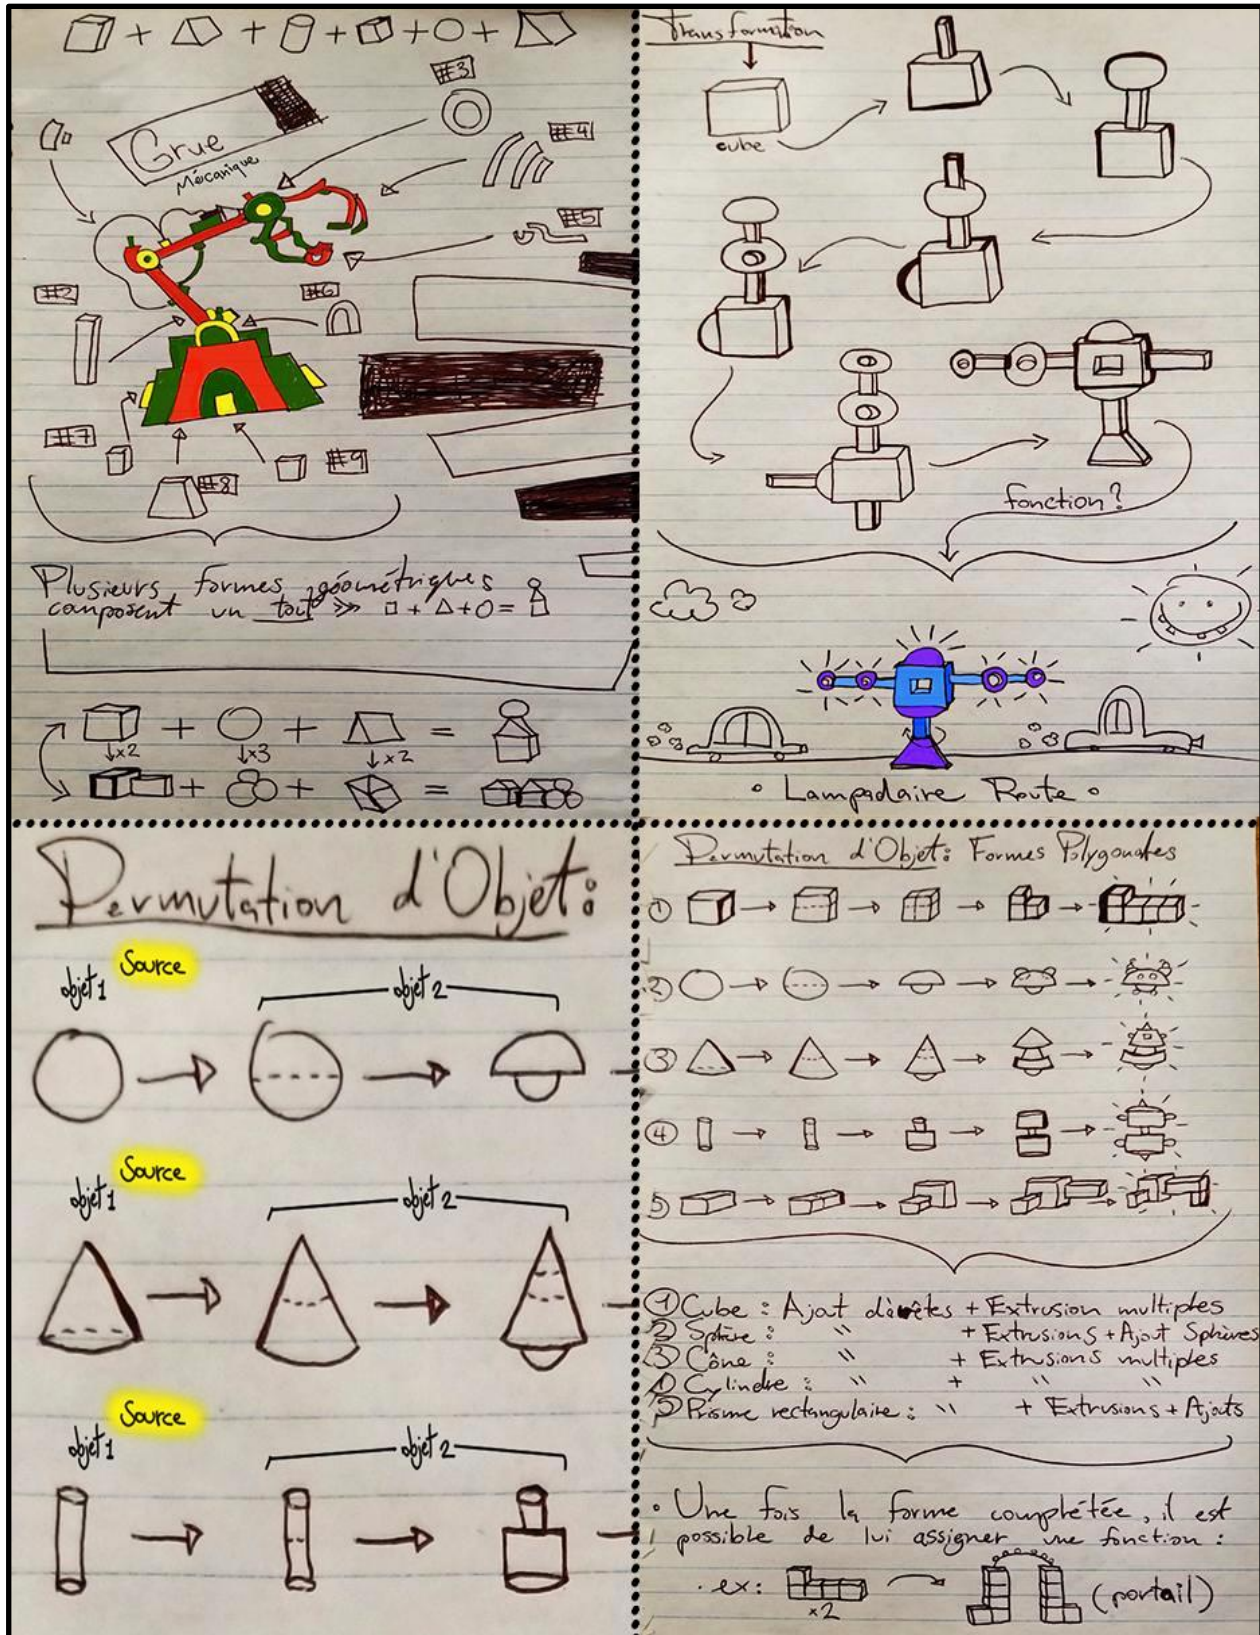 Grue
Mécanique
#3
#4
#5
#2
#6
#7
#8
#9
Plusieurs formes géométriques
composent un tout >> □ + △ + ○ =
+ + =
↓x2 ↓x3 ↓x2
+ + =
Transformation
cube
fonction?
• Lampadaire Route •
Permutation d'Objet:
Source
objet 1 objet 2
Source
objet 1 objet 2
Source
objet 1 objet 2
Permutation d'Objet: Formes Polygonales
①
②
③
④
5)
① Cube : Ajout d'arêtes + Extrusion multiples
② Sphère : " + Extrusions + Ajout Sphères
③ Cône : " + Extrusions multiples
④ Cylindre : " + " "
⑤ Prisme rectangulaire : " + Extrusions + Ajouts
• Une fois la forme complétée, il est
possible de lui assigner une fonction :
• ex:
x2
(portail)